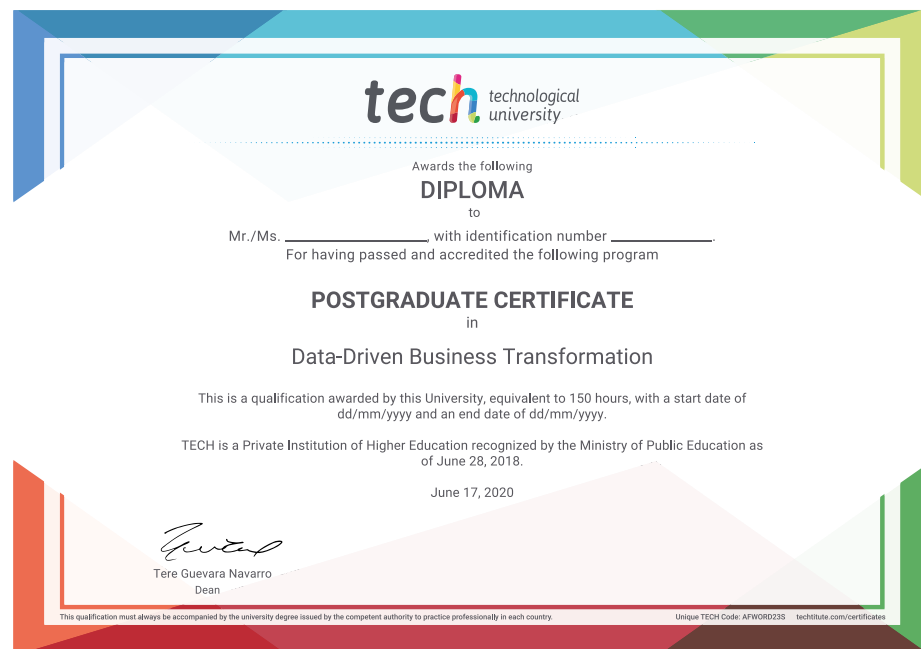 tech technological
university
Awards the following
DIPLOMA
to
Mr./Ms. ____________, with identification number ____________.
For having passed and accredited the following program
POSTGRADUATE CERTIFICATE
in
Data-Driven Business Transformation
This is a qualification awarded by this University, equivalent to 150 hours, with a start date of
dd/mm/yyyy and an end date of dd/mm/yyyy.
TECH is a Private Institution of Higher Education recognized by the Ministry of Public Education as
of June 28, 2018.
June 17, 2020
Tere Guevara Navarro
Dean
This qualification must always be accompanied by the university degree issued by the competent authority to practice professionally in each country. Unique TECH Code: AFWORD23S techtitute.com/certificates